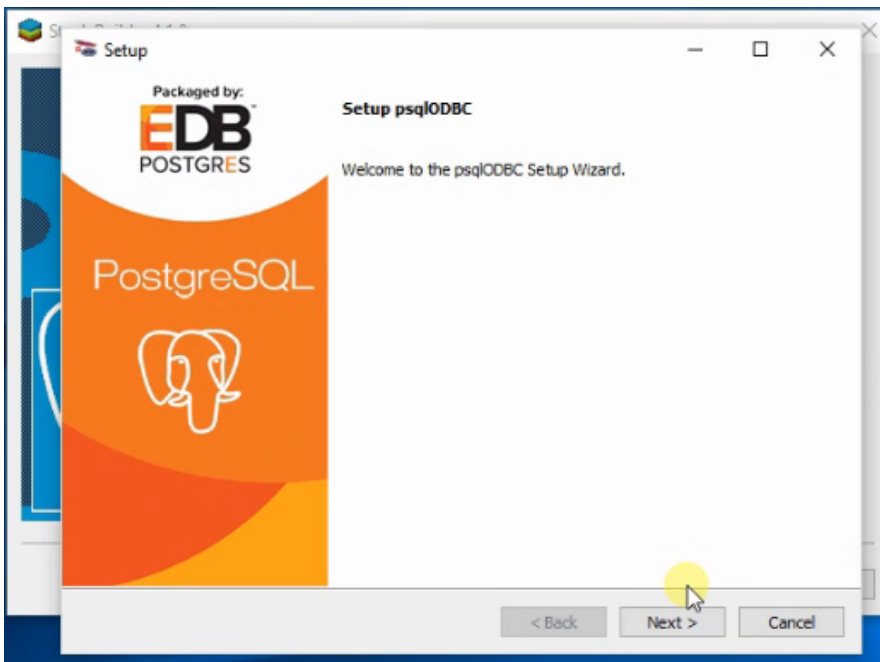 Setup
Packaged by:
EDB
POSTGRES
PostgreSQL
Setup psqlODBC
Welcome to the psqlODBC Setup Wizard.
< Back
Next >
Cancel